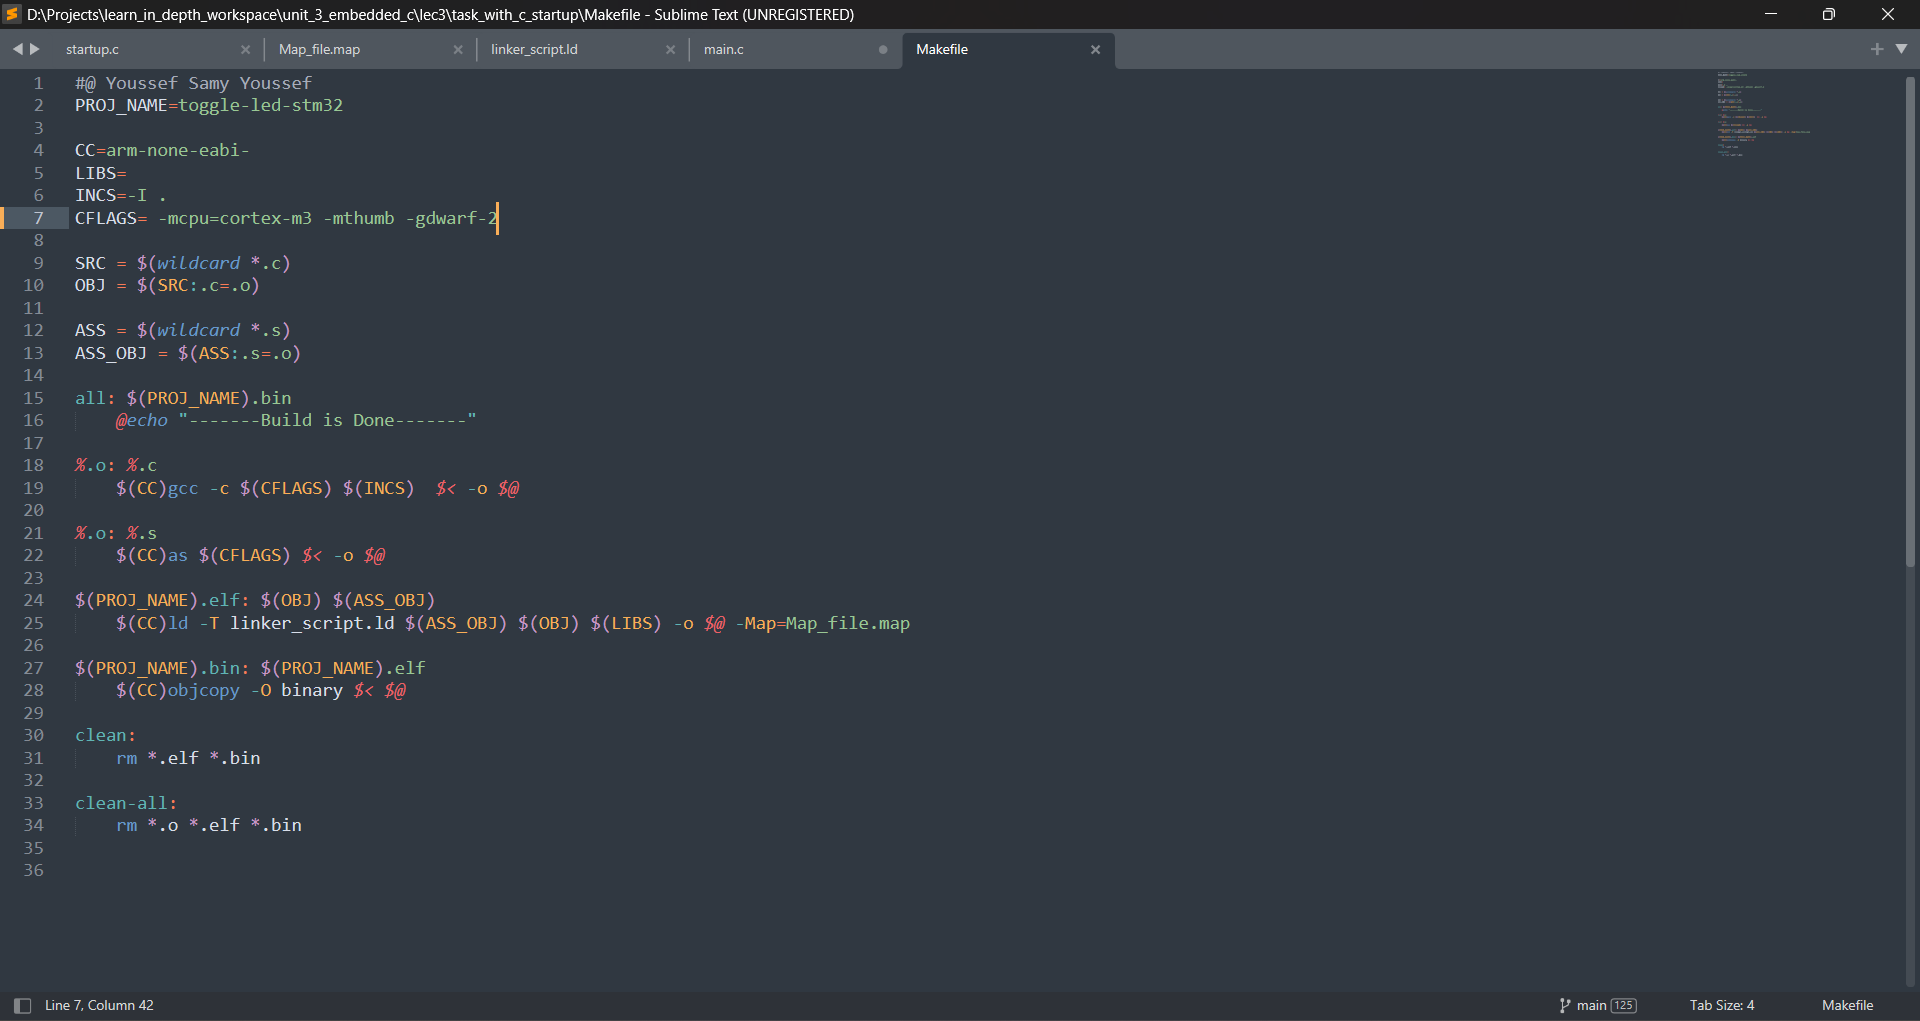 D:\Projects\learn_in_depth_workspace\unit_3_embedded_c\lec3\task_with_c_startup\Makefile - Sublime Text (UNREGISTERED)
startup.c Map_file.map linker_script.ld main.c Makefile
1 #@ Youssef Samy Youssef
2 PROJ_NAME=toggle-led-stm32
3
4 CC=arm-none-eabi-
5 LIBS=
6 INCS=-I .
7 CFLAGS= -mcpu=cortex-m3 -mthumb -gdwarf-2
8
9 SRC = $(wildcard *.c)
10 OBJ = $(SRC:.c=.o)
11
12 ASS = $(wildcard *.s)
13 ASS_OBJ = $(ASS:.s=.o)
14
15 all: $(PROJ_NAME).bin
16     @echo "-------Build is Done-------"
17
18 %.o: %.c
19     $(CC)gcc -c $(CFLAGS) $(INCS)  $< -o $@
20
21 %.o: %.s
22     $(CC)as $(CFLAGS) $< -o $@
23
24 $(PROJ_NAME).elf: $(OBJ) $(ASS_OBJ)
25     $(CC)ld -T linker_script.ld $(ASS_OBJ) $(OBJ) $(LIBS) -o $@ -Map=Map_file.map
26
27 $(PROJ_NAME).bin: $(PROJ_NAME).elf
28     $(CC)objcopy -O binary $< $@
29
30 clean:
31     rm *.elf *.bin
32
33 clean-all:
34     rm *.o *.elf *.bin
35
36
Line 7, Column 42 main 125 Tab Size: 4 Makefile